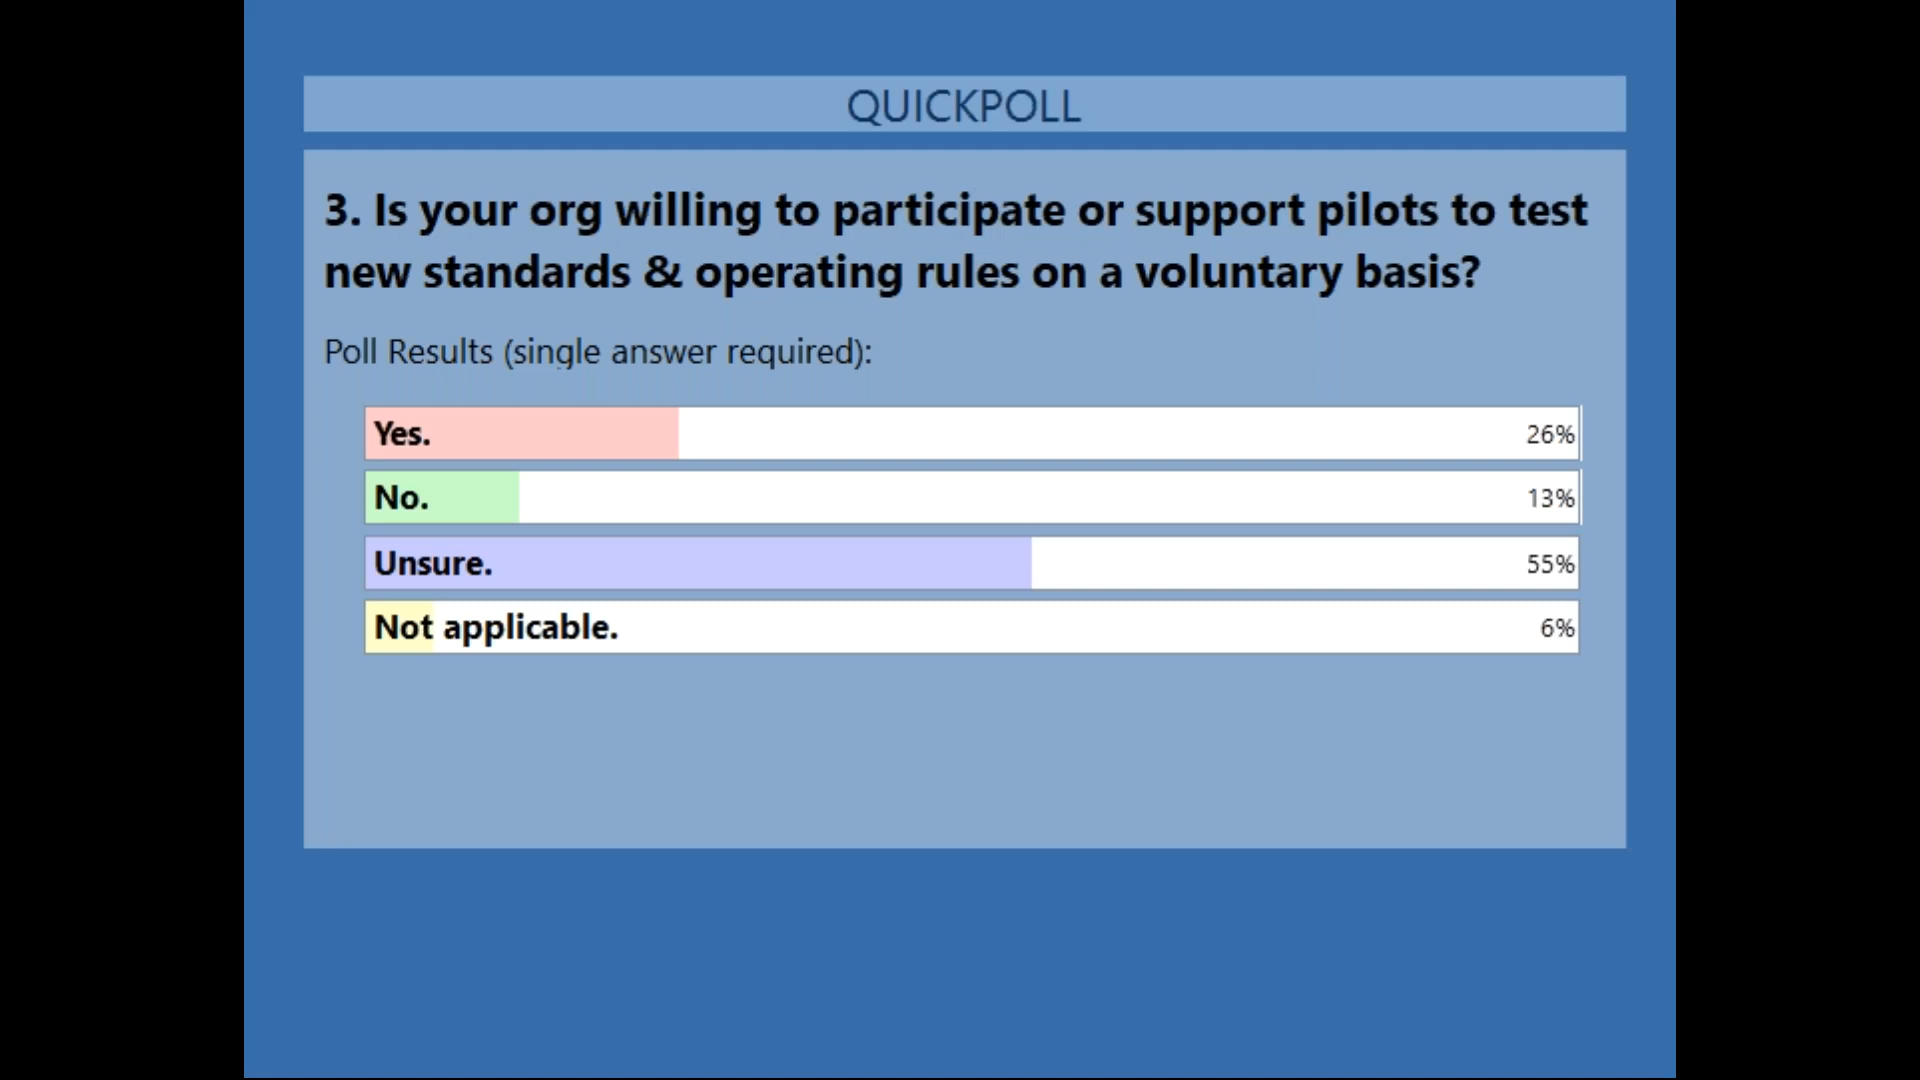 QUICKPOLL
3. Is your org willing to participate or support pilots to test
new standards & operating rules on a voluntary basis?
Poll Results (single answer required):
Yes. 26%
No. 13%
Unsure. 55%
Not applicable. 6%